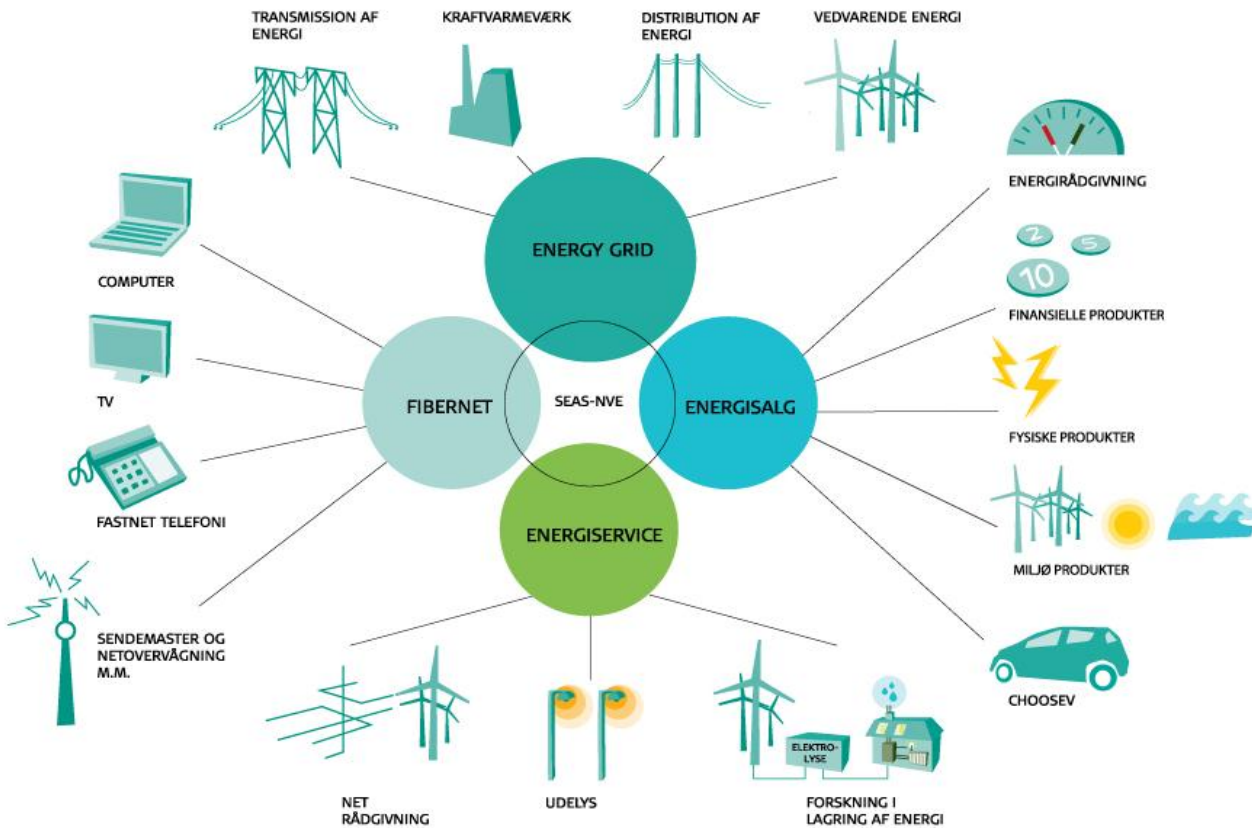 TRANSMISSION AF
ENERGI
KRAFTVARMEVÆRK
DISTRIBUTION AF
ENERGI
VEDVARENDE ENERGI
ENERGIRÅDGIVNING
2
5
10
FINANSIELLE PRODUKTER
FYSISKE PRODUKTER
MILJØ PRODUKTER
CHOOSEV
COMPUTER
TV
FASTNET TELEFONI
SENDEMASTER OG
NETOVERVÅGNING
M.M.
ENERGY GRID
FIBERNET
SEAS-NVE
ENERGISALG
ENERGISERVICE
NET
RÅDGIVNING
UDELYS
ELEKTRO-
LYSE
FORSKNING I
LAGRING AF ENERGI